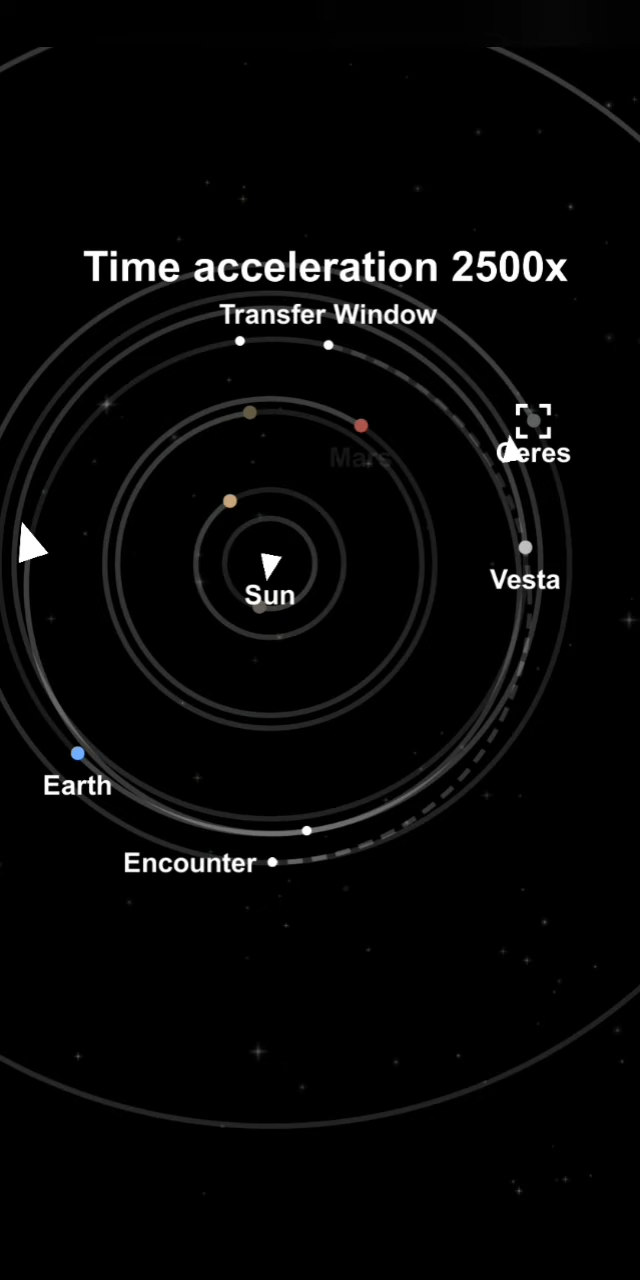 Time acceleration 2500x
Transfer Window
Mars
Ceres
Vesta
Sun
Earth
Encounter